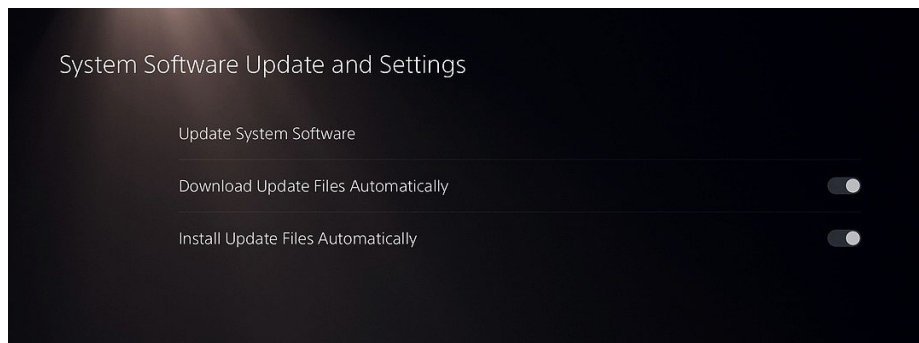 System Software Update and Settings
Update System Software
Download Update Files Automatically
Install Update Files Automatically